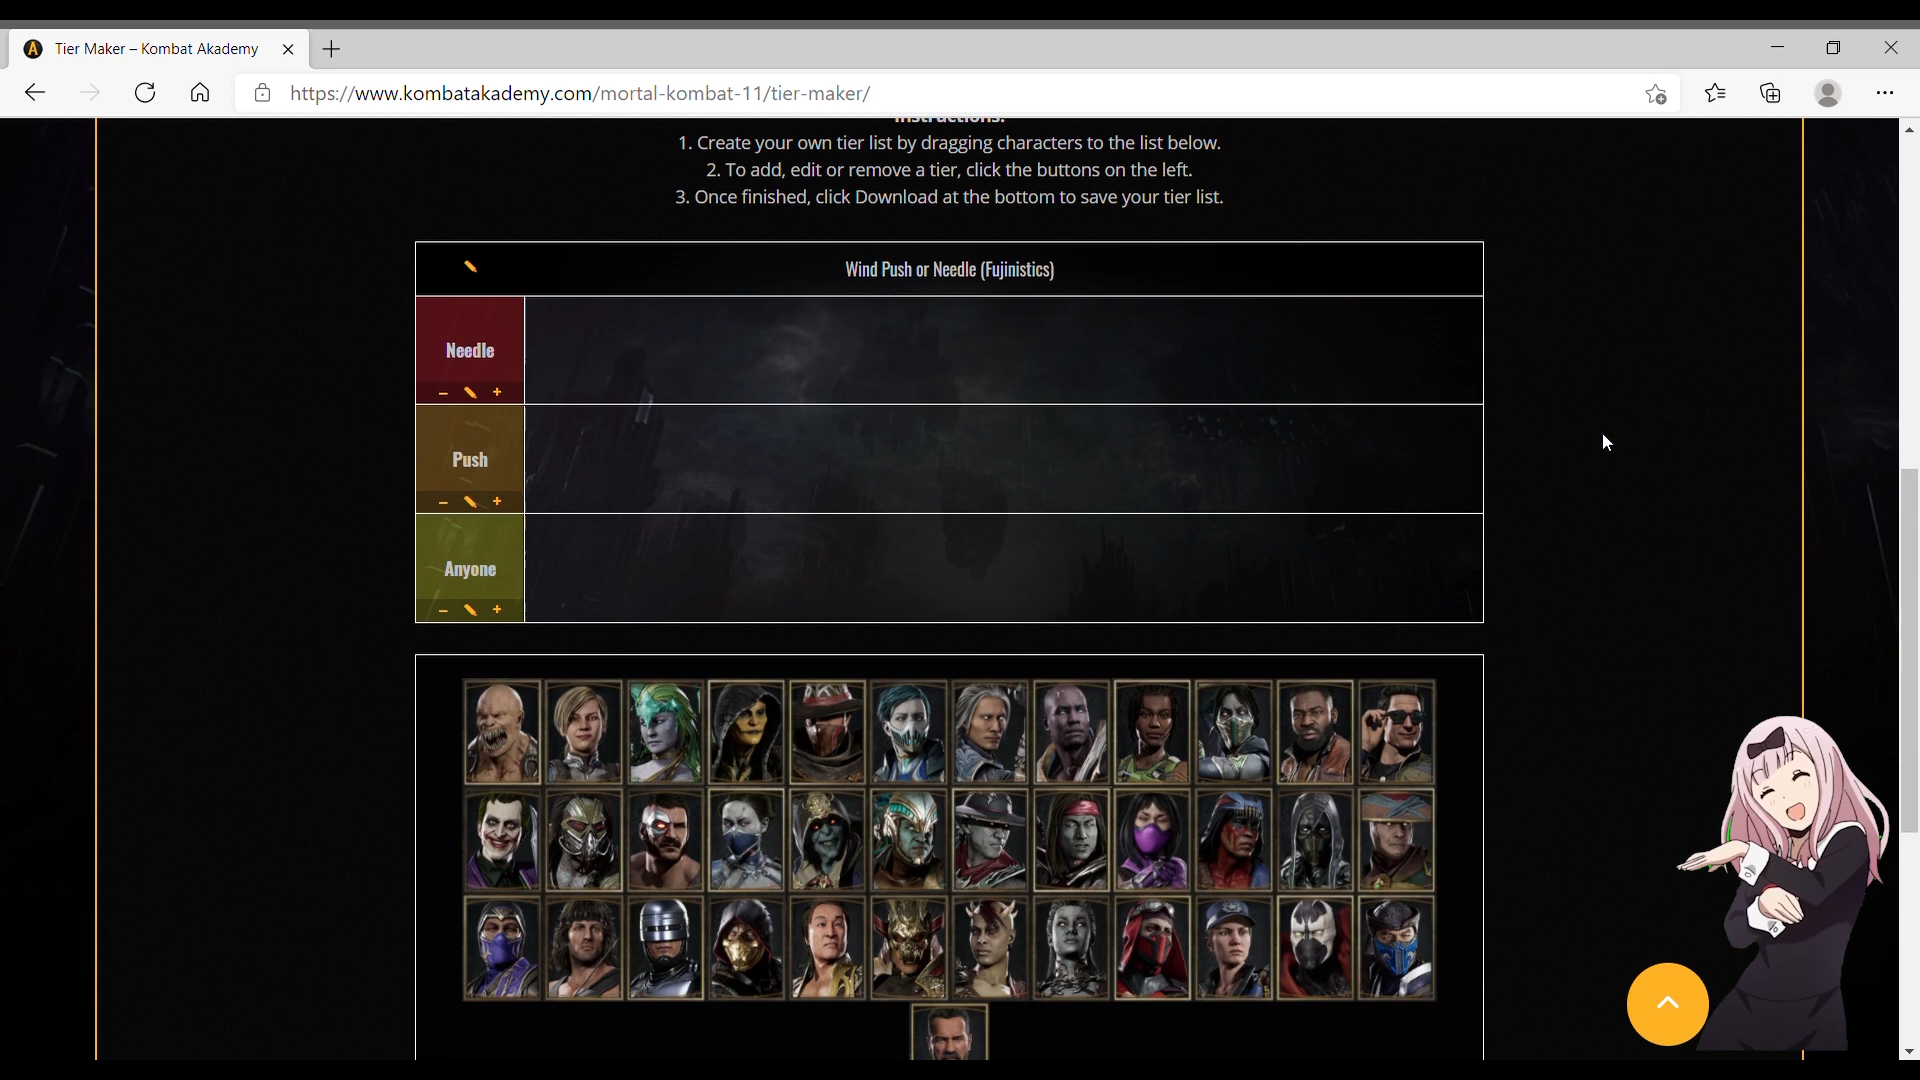 Tier Maker – Kombat Akademy
https://www.kombatakademy.com/mortal-kombat-11/tier-maker/
Instructions:
1. Create your own tier list by dragging characters to the list below.
2. To add, edit or remove a tier, click the buttons on the left.
3. Once finished, click Download at the bottom to save your tier list.
Wind Push or Needle (Fujinistics)
Needle
Push
Anyone